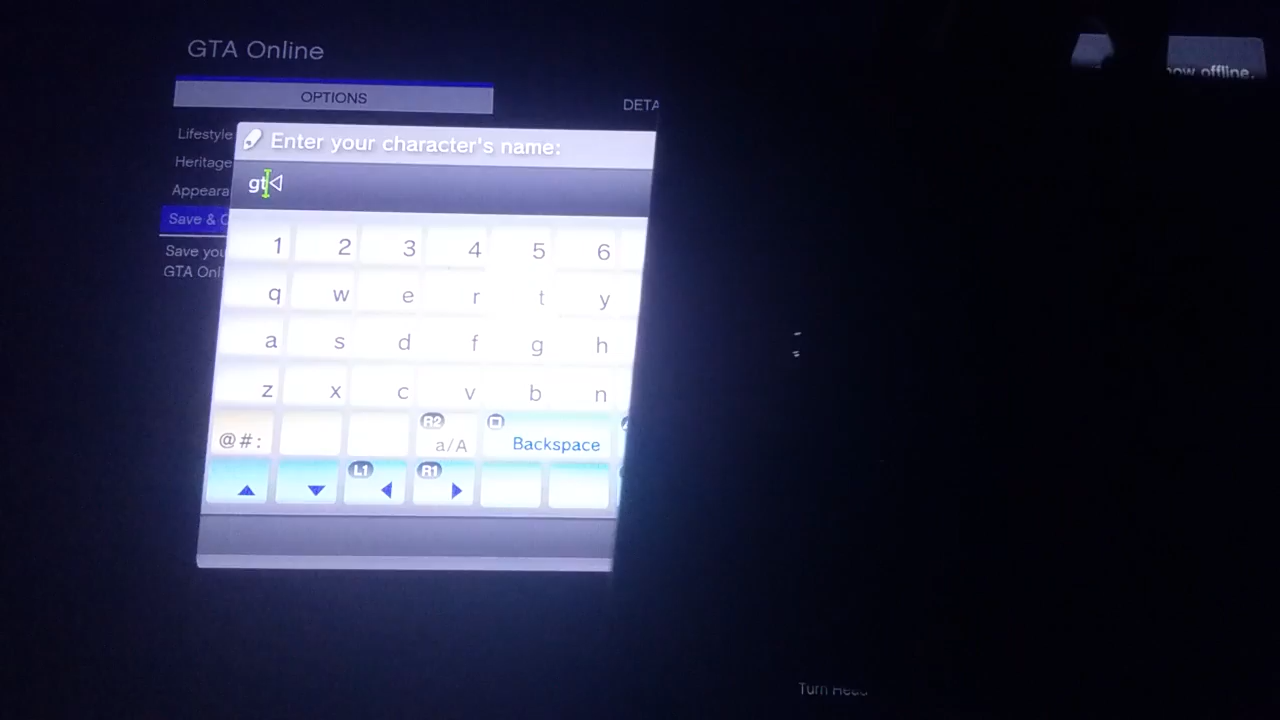 GTA Online
OPTIONS
Lifestyle
Heritage
Appeara
Save & C
Save you
GTA Onli
DETA
now offline.
Enter your character's name:
gt
1 2 3 4 5 6
q w e r t y
a s d f g h
z x c v b n
@#: R2 a/A Backspace
L1 R1
Turn Head